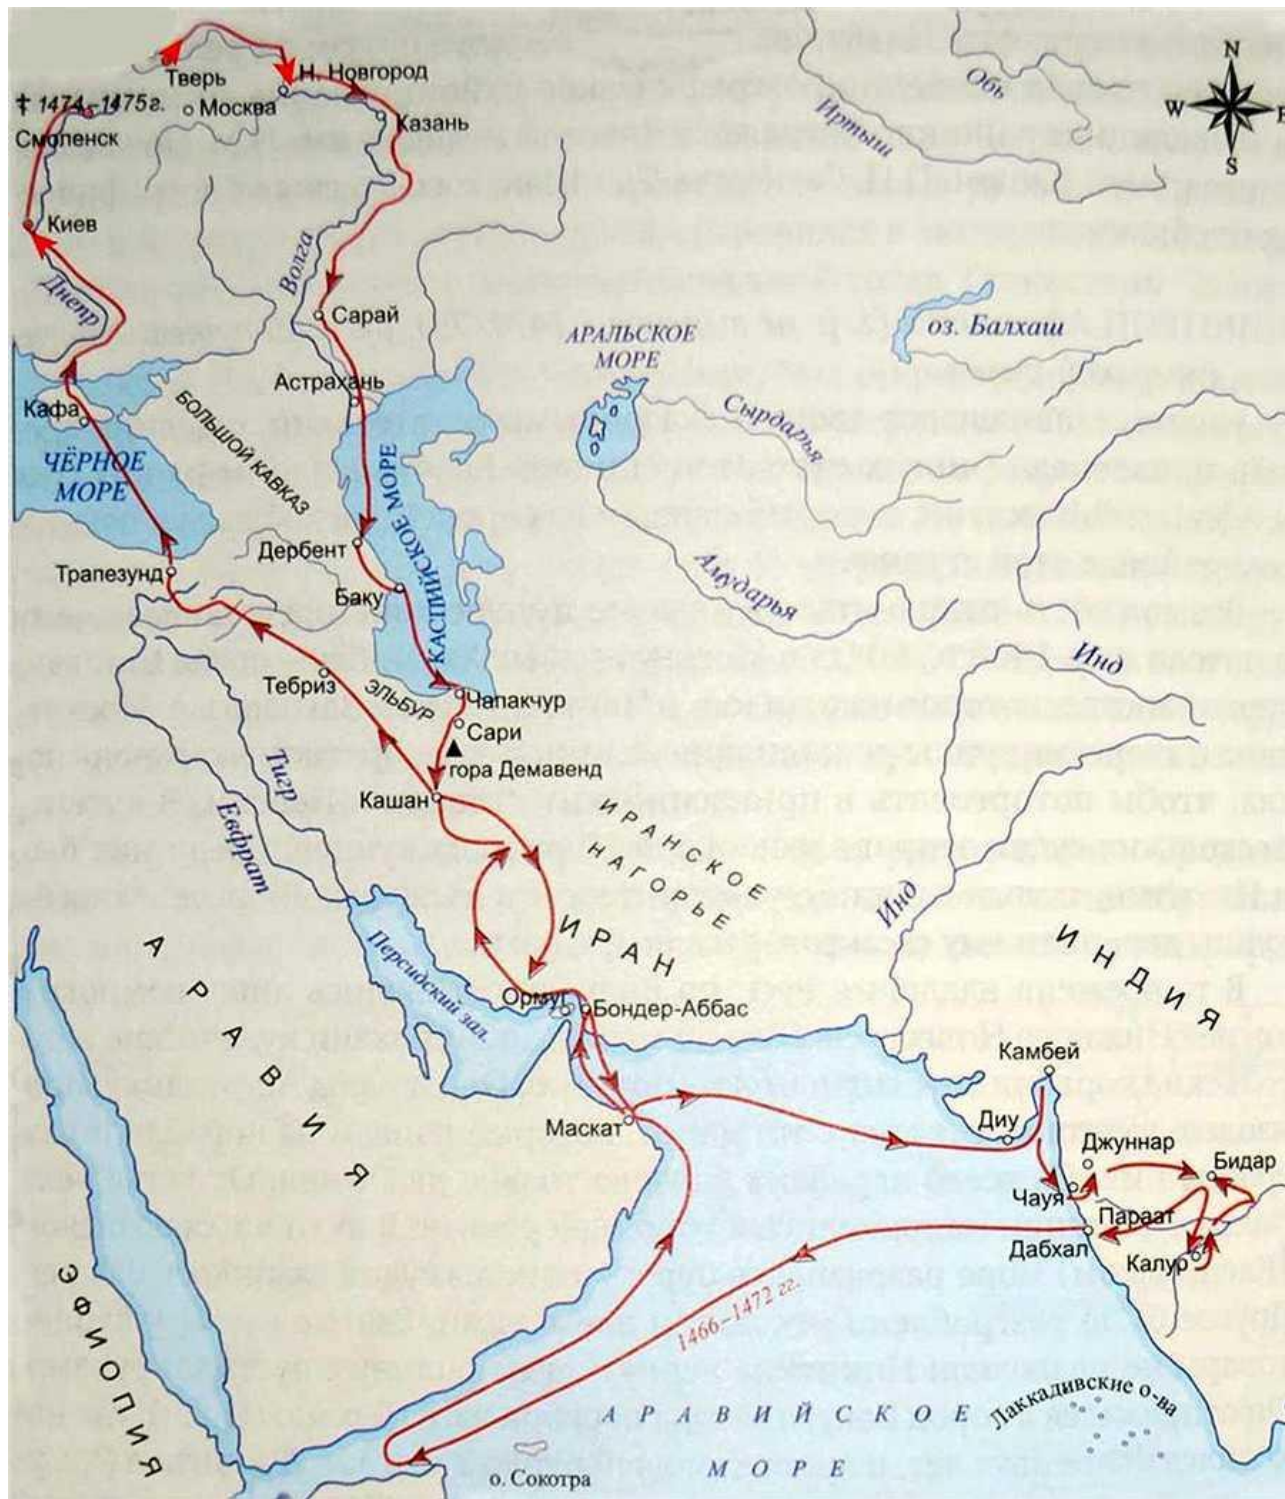 Тверь
Н. Новгород
Москва
Казань
† 1474–1475г.
Смоленск
Киев
Днепр
Волга
Иртыш
Обь
N
W
E
S
Сарай
Астрахань
АРАЛЬСКОЕ
МОРЕ
оз. Балхаш
Сырдарья
Амударья
Кафа
ЧЁРНОЕ
МОРЕ
БОЛЬШОЙ КАВКАЗ
КАСПИЙСКОЕ МОРЕ
Дербент
Баку
Трапезунд
Тебриз
ЭЛЬБУР
Чапакчур
Сари
гора Демавенд
Кашан
Тигр
Евфрат
ИРАНСКОЕ
НАГОРЬЕ
ИРАН
Инд
Инд
ИНДИЯ
АРАВИЯ
Персидский зал.
Ормуз
Бондер-Аббас
Маскат
Камбей
Диу
Джуннар
Бидар
Чауя
Параат
Дабхал
Калур
1466–1472 гг.
ЭФИОПИЯ
АРАВИЙСКОЕ
МОРЕ
Лаккадивские о-ва
о. Сокотра